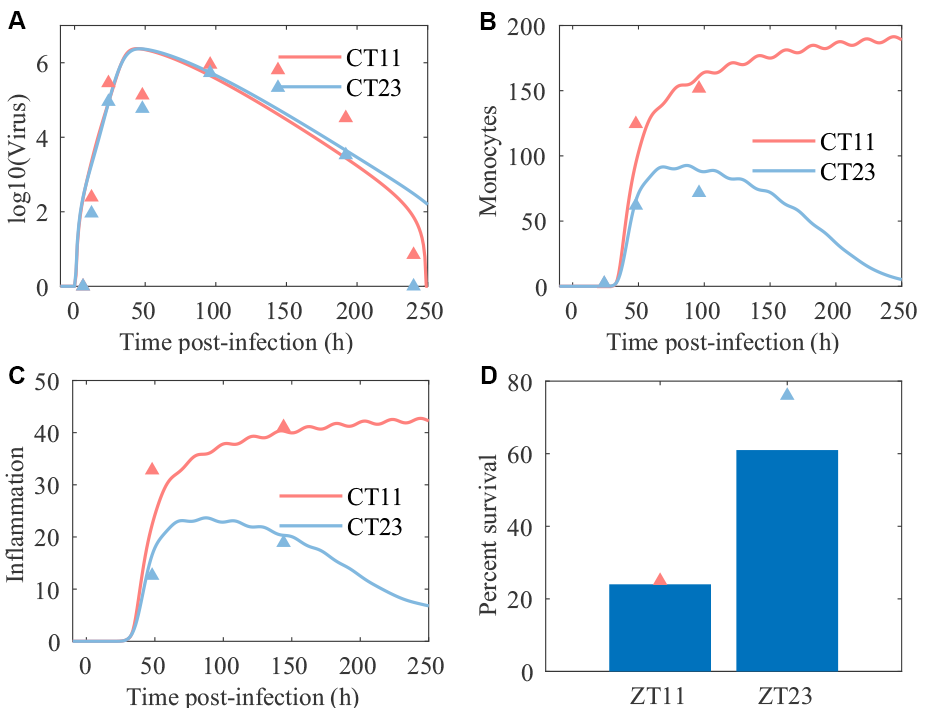 A
log10(Virus)
6
4
2
0
CT11
CT23
0 50 100 150 200 250
Time post-infection (h)
B
Monocytes
200
150
100
50
0
CT11
CT23
0 50 100 150 200 250
Time post-infection (h)
C
Inflammation
50
40
30
20
10
0
CT11
CT23
0 50 100 150 200 250
Time post-infection (h)
D
Percent survival
80
60
40
20
0
ZT11 ZT23